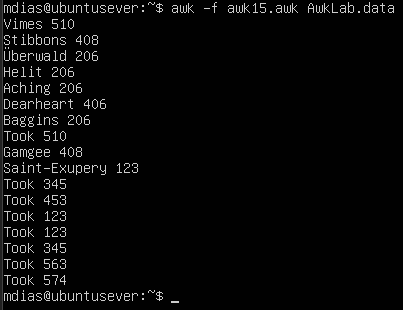 mdias@ubuntusever:~$ awk -f awk15.awk AwkLab.data
Vimes 510
Stibbons 408
Überwald 206
Helit 206
Aching 206
Dearheart 406
Baggins 206
Took 510
Gamgee 408
Saint-Exupery 123
Took 345
Took 453
Took 123
Took 123
Took 345
Took 563
Took 574
mdias@ubuntusever:~$ _